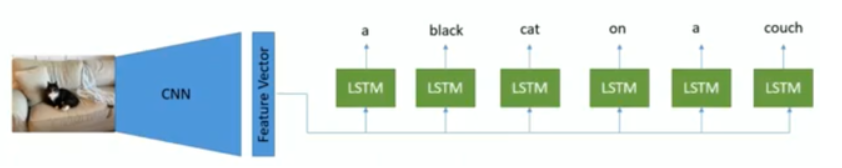 a black cat on a couch
CNN
Feature Vector
LSTM LSTM LSTM LSTM LSTM LSTM